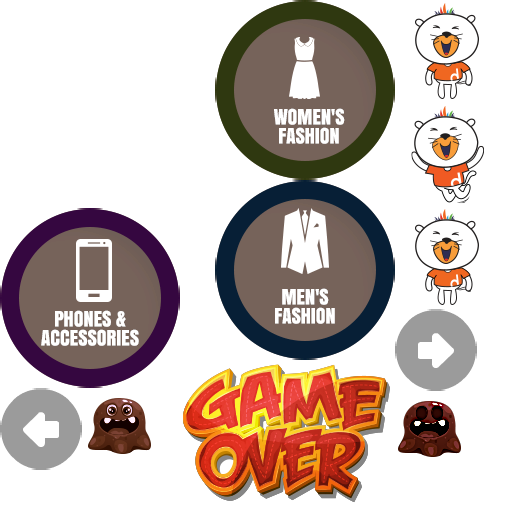 WOMEN'S
FASHION
MEN'S
FASHION
PHONES &
ACCESSORIES
GAME
OVER
d
d
d